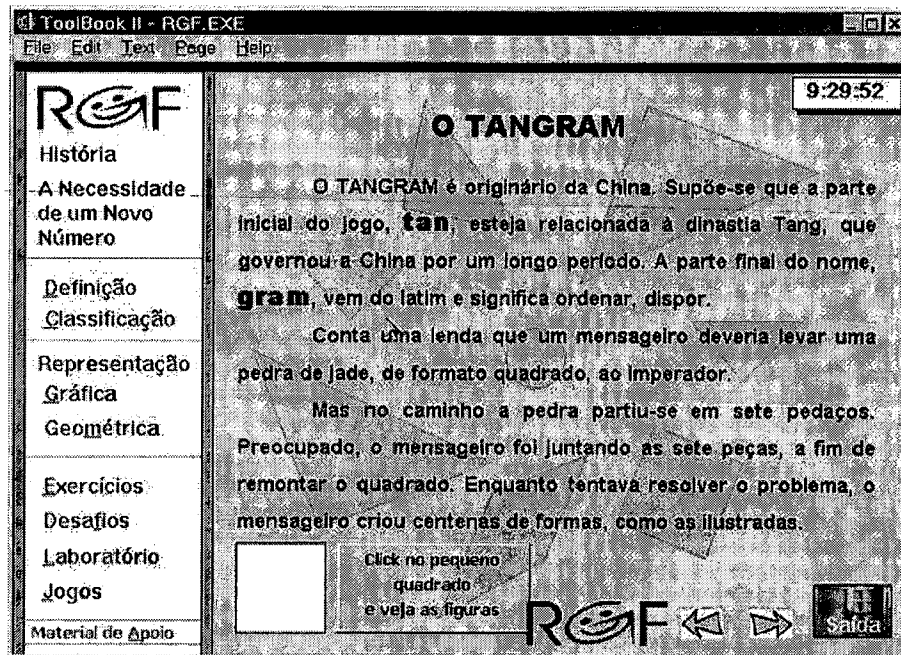 ToolBook II - RGF.EXE
File Edit Text Page Help
9:29:52
RGF
História
A Necessidade
de um Novo
Número
Definição
Classificação
Representação
Gráfica
Geométrica
Exercícios
Desafios
Laboratório
Jogos
Material de Apoio
O TANGRAM
O TANGRAM é originário da China. Supõe-se que a parte
inicial do jogo, tan, esteja relacionada à dinastia Tang, que
governou a China por um longo período. A parte final do nome,
gram, vem do latim e significa ordenar, dispor.
Conta uma lenda que um mensageiro deveria levar uma
pedra de jade, de formato quadrado, ao imperador.
Mas no caminho a pedra partiu-se em sete pedaços.
Preocupado, o mensageiro foi juntando as sete peças, a fim de
remontar o quadrado. Enquanto tentava resolver o problema, o
mensageiro criou centenas de formas, como as ilustradas.
Click no pequeno
quadrado
e veja as figuras
RGF
Saída